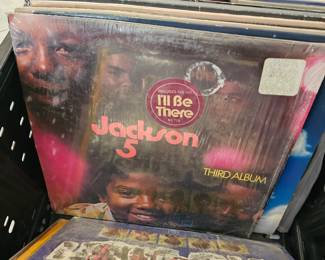 I'll Be
There
Jackson
5
THIRD ALBUM